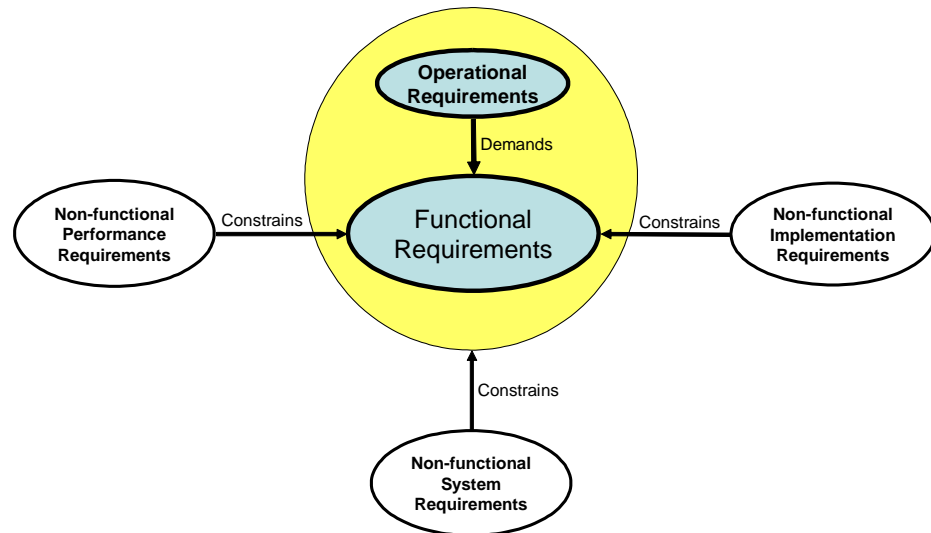 Operational
Requirements
Demands
Non-functional
Performance
Requirements
Constrains
Functional
Requirements
Constrains
Non-functional
Implementation
Requirements
Constrains
Non-functional
System
Requirements